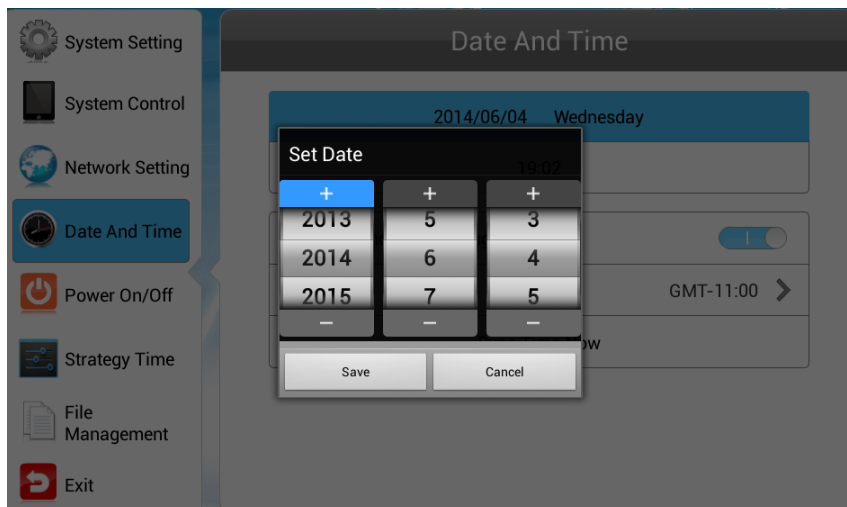 System Setting
System Control
Network Setting
Date And Time
Power On/Off
Strategy Time
File
Management
Exit
Date And Time
2014/06/04 Wednesday
19:02
Set Date
+ + +
2013 5 3
2014 6 4
2015 7 5
− − −
GMT-11:00
Save Cancel